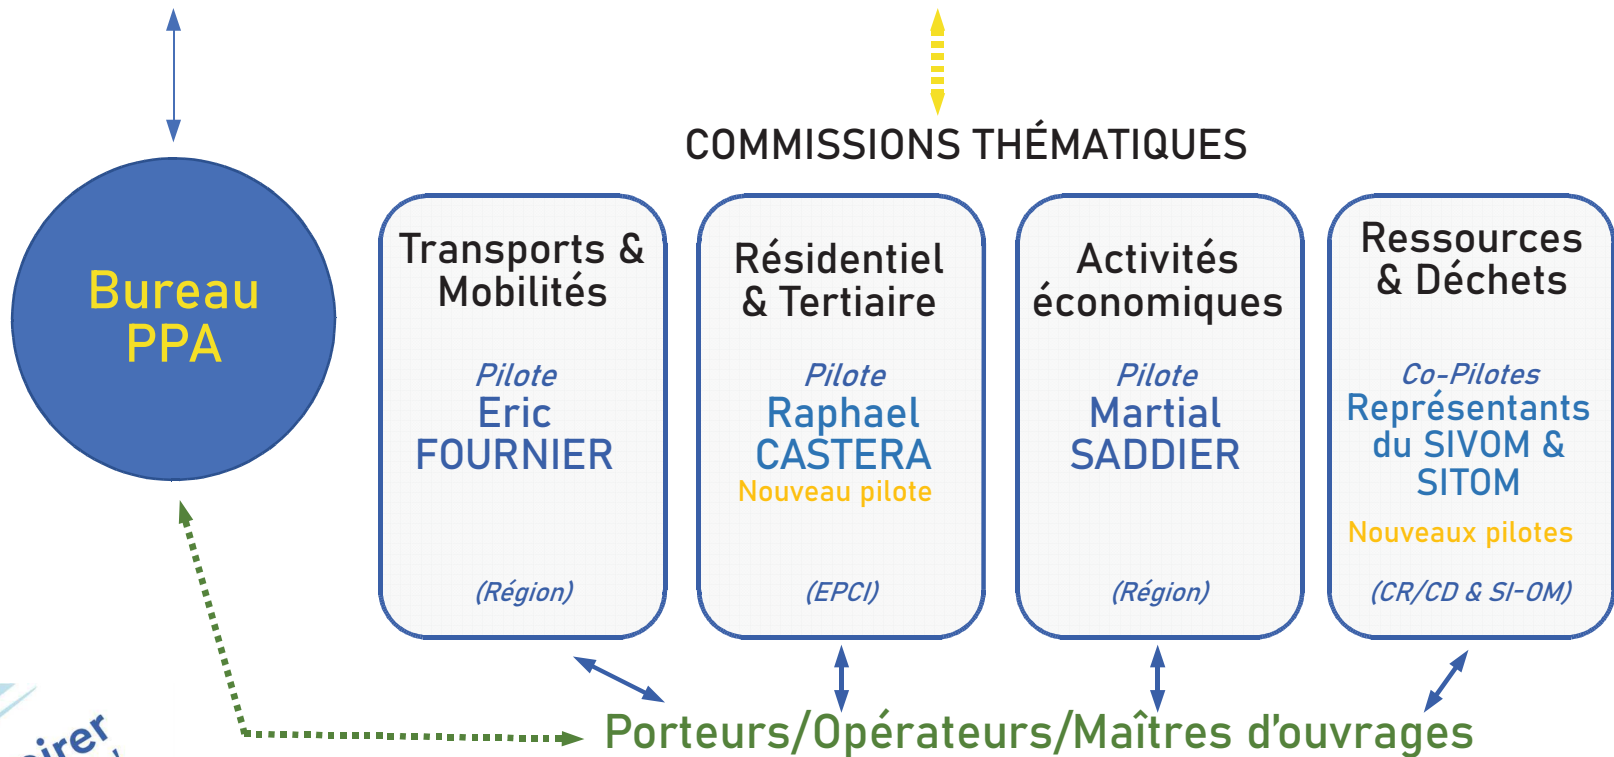 COMMISSIONS THÉMATIQUES
Bureau
PPA
Transports &
Mobilités
Pilote
Eric
FOURNIER
(Région)
Résidentiel
& Tertiaire
Pilote
Raphael
CASTERA
Nouveau pilote
(EPCI)
Activités
économiques
Pilote
Martial
SADDIER
(Région)
Ressources
& Déchets
Co-Pilotes
Représentants
du SIVOM &
SITOM
Nouveaux pilotes
(CR/CD & SI-OM)
Porteurs/Opérateurs/Maîtres d'ouvrages